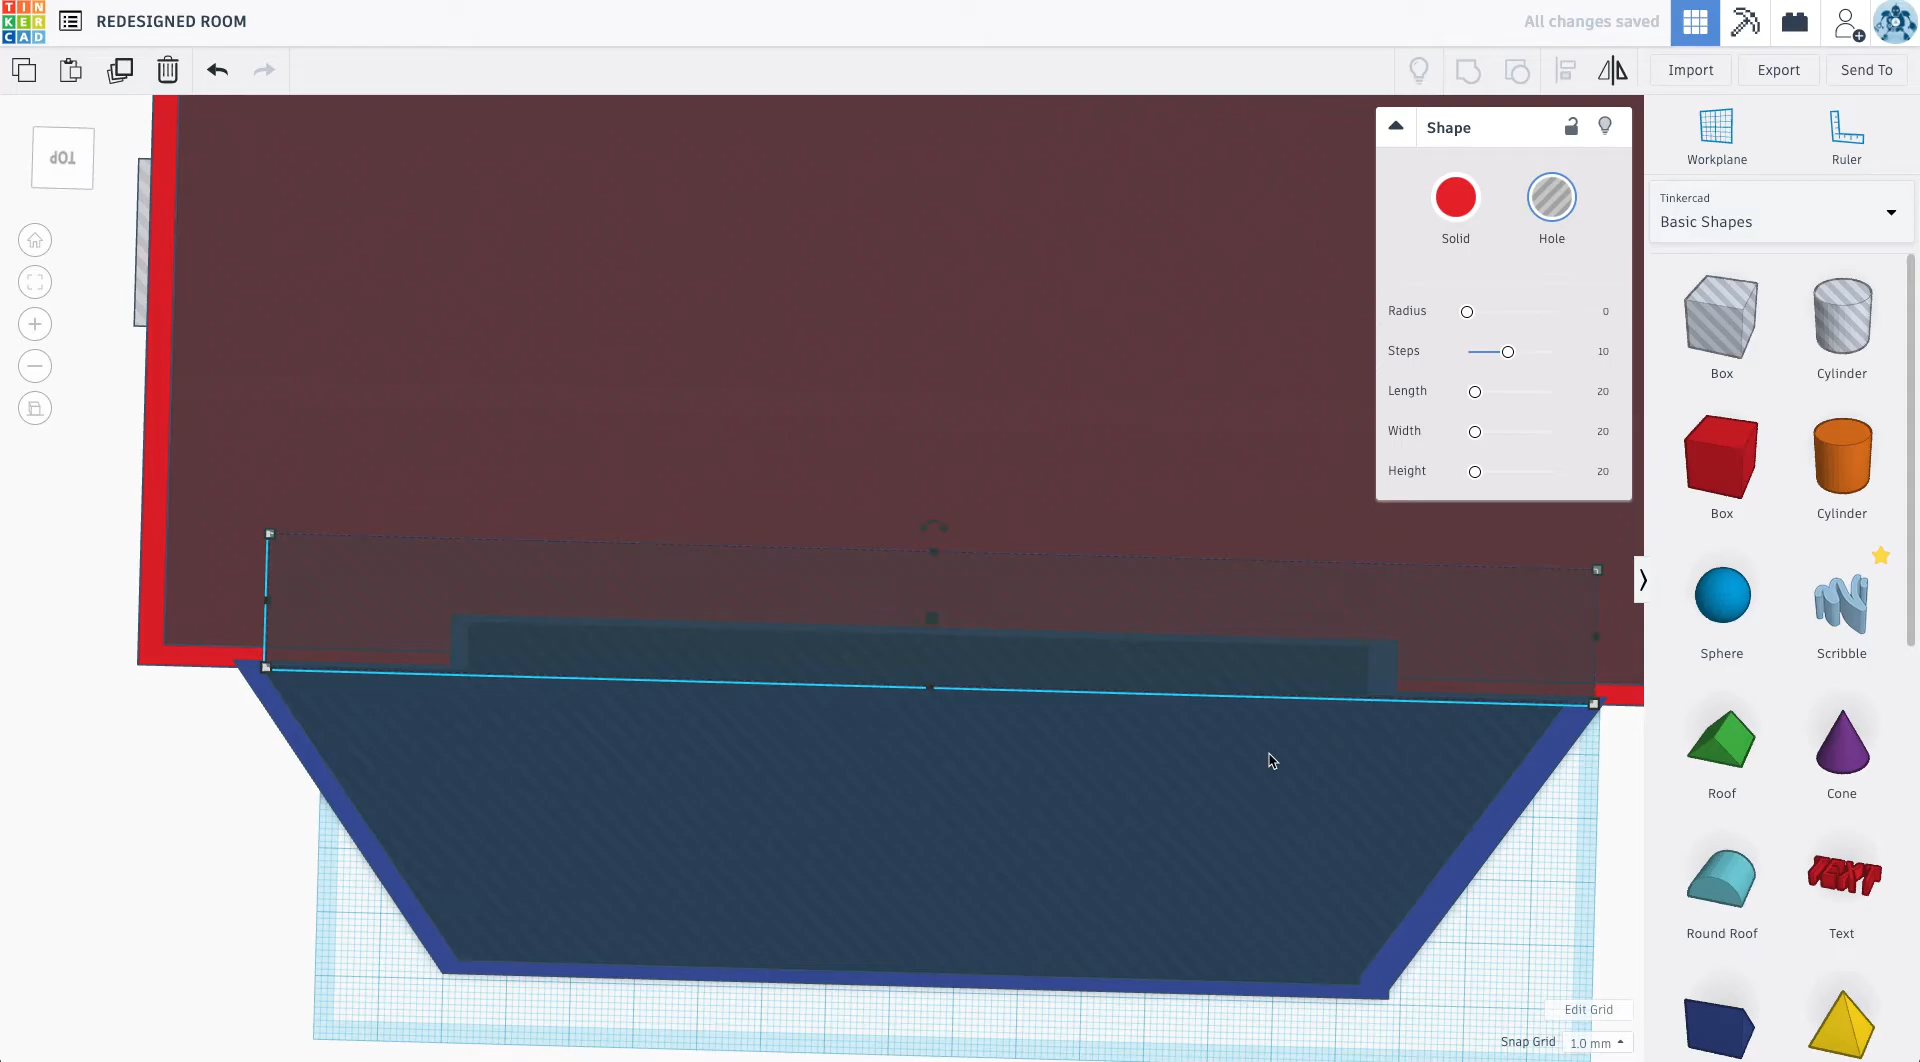 TIN
KER
CAD
REDESIGNED ROOM
All changes saved
Import
Export
Send To
TOP
Shape
Solid
Hole
Radius
0
Steps
10
Length
20
Width
20
Height
20
Workplane
Ruler
Tinkercad
Basic Shapes
Box
Cylinder
Box
Cylinder
Sphere
Scribble
Roof
Cone
TEXT
Round Roof
Text
Edit Grid
Snap Grid
1.0 mm